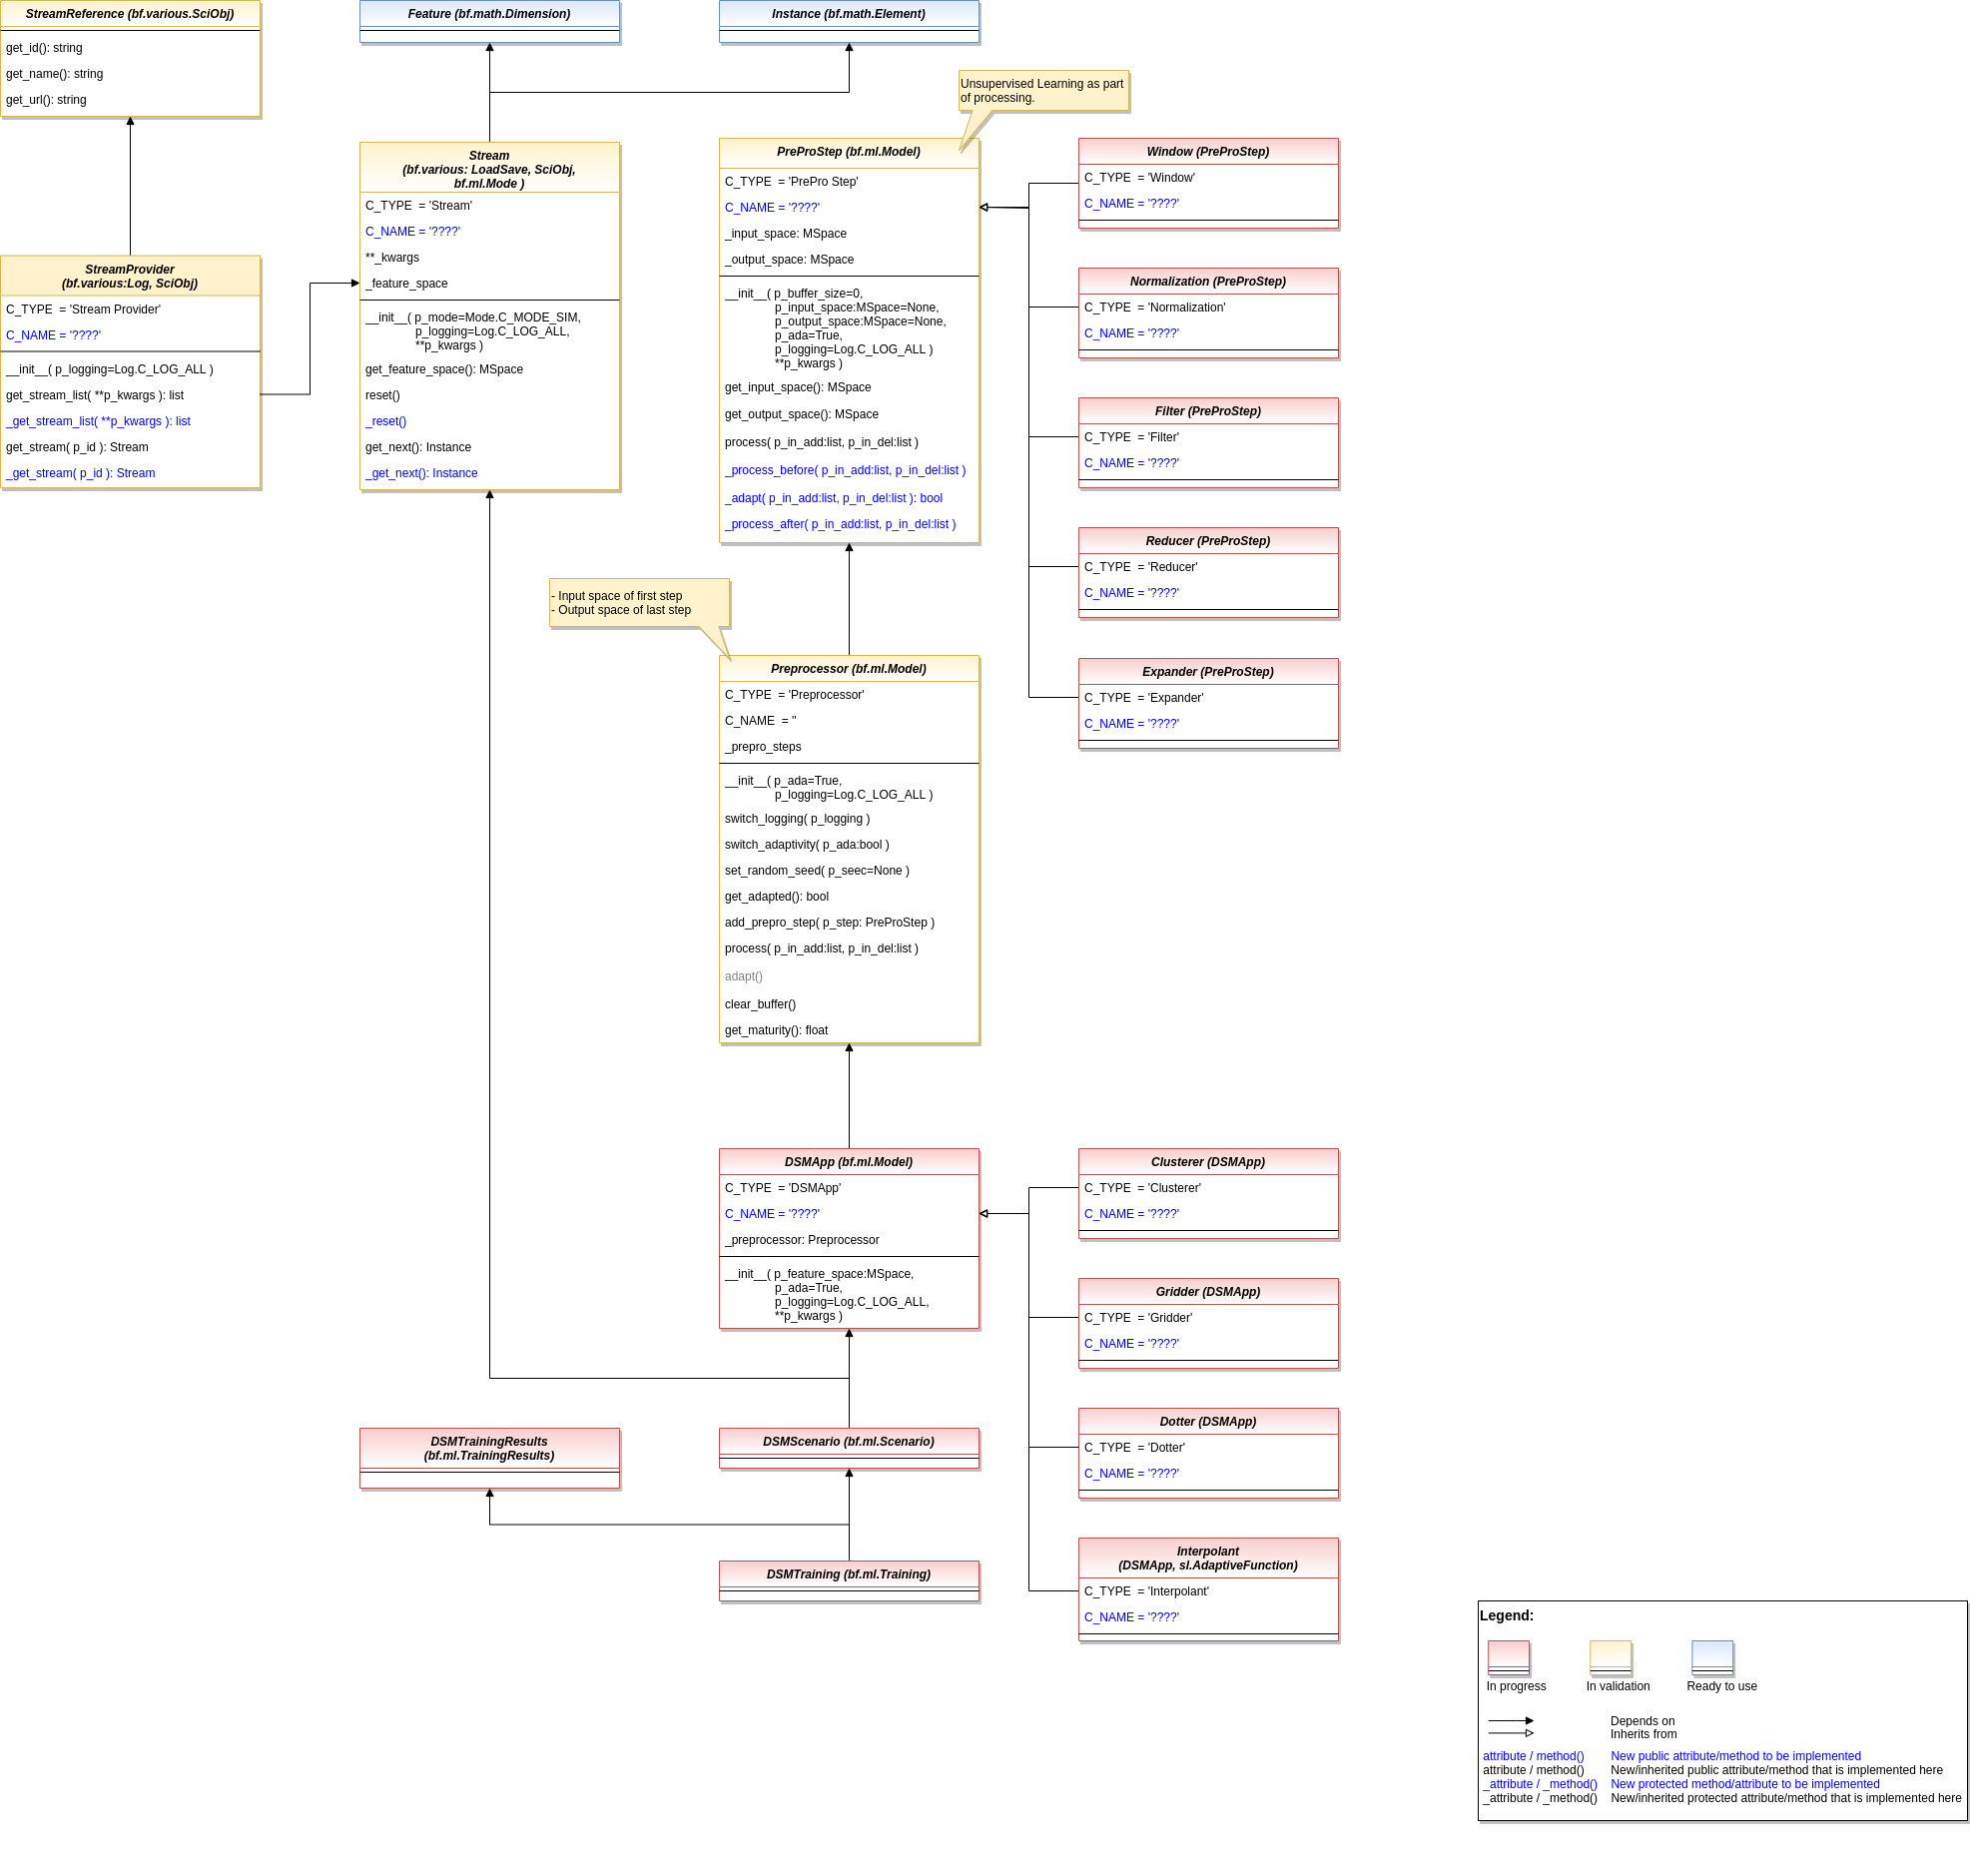 StreamReference (bf.various.SciObj)
get_id(): string
get_name(): string
get_url(): string
Feature (bf.math.Dimension)
Instance (bf.math.Element)
Unsupervised Learning as part
of processing.
StreamProvider
(bf.various:Log, SciObj)
C_TYPE  = 'Stream Provider'
C_NAME = '????'
__init__( p_logging=Log.C_LOG_ALL )
get_stream_list( **p_kwargs ): list
_get_stream_list( **p_kwargs ): list
get_stream( p_id ): Stream
_get_stream( p_id ): Stream
Stream
(bf.various: LoadSave, SciObj,
bf.ml.Mode )
C_TYPE  = 'Stream'
C_NAME = '????'
**_kwargs
_feature_space
__init__( p_mode=Mode.C_MODE_SIM,
p_logging=Log.C_LOG_ALL,
**p_kwargs )
get_feature_space(): MSpace
reset()
_reset()
get_next(): Instance
_get_next(): Instance
PreProStep (bf.ml.Model)
C_TYPE  = 'PrePro Step'
C_NAME = '????'
_input_space: MSpace
_output_space: MSpace
__init__( p_buffer_size=0,
p_input_space:MSpace=None,
p_output_space:MSpace=None,
p_ada=True,
p_logging=Log.C_LOG_ALL )
**p_kwargs )
get_input_space(): MSpace
get_output_space(): MSpace
process( p_in_add:list, p_in_del:list )
_process_before( p_in_add:list, p_in_del:list )
_adapt( p_in_add:list, p_in_del:list ): bool
_process_after( p_in_add:list, p_in_del:list )
Window (PreProStep)
C_TYPE  = 'Window'
C_NAME = '????'
Normalization (PreProStep)
C_TYPE  = 'Normalization'
C_NAME = '????'
Filter (PreProStep)
C_TYPE  = 'Filter'
C_NAME = '????'
Reducer (PreProStep)
C_TYPE  = 'Reducer'
C_NAME = '????'
Expander (PreProStep)
C_TYPE  = 'Expander'
C_NAME = '????'
- Input space of first step
- Output space of last step
Preprocessor (bf.ml.Model)
C_TYPE  = 'Preprocessor'
C_NAME  = ''
_prepro_steps
__init__( p_ada=True,
p_logging=Log.C_LOG_ALL )
switch_logging( p_logging )
switch_adaptivity( p_ada:bool )
set_random_seed( p_seec=None )
get_adapted(): bool
add_prepro_step( p_step: PreProStep )
process( p_in_add:list, p_in_del:list )
adapt()
clear_buffer()
get_maturity(): float
DSMApp (bf.ml.Model)
C_TYPE  = 'DSMApp'
C_NAME = '????'
_preprocessor: Preprocessor
__init__( p_feature_space:MSpace,
p_ada=True,
p_logging=Log.C_LOG_ALL,
**p_kwargs )
Clusterer (DSMApp)
C_TYPE  = 'Clusterer'
C_NAME = '????'
Gridder (DSMApp)
C_TYPE  = 'Gridder'
C_NAME = '????'
Dotter (DSMApp)
C_TYPE  = 'Dotter'
C_NAME = '????'
Interpolant
(DSMApp, sl.AdaptiveFunction)
C_TYPE  = 'Interpolant'
C_NAME = '????'
DSMTrainingResults
(bf.ml.TrainingResults)
DSMScenario (bf.ml.Scenario)
DSMTraining (bf.ml.Training)
Legend:
In progress
In validation
Ready to use
Depends on
Inherits from
attribute / method() New public attribute/method to be implemented
attribute / method() New/inherited public attribute/method that is implemented here
_attribute / _method() New protected method/attribute to be implemented
_attribute / _method() New/inherited protected attribute/method that is implemented here